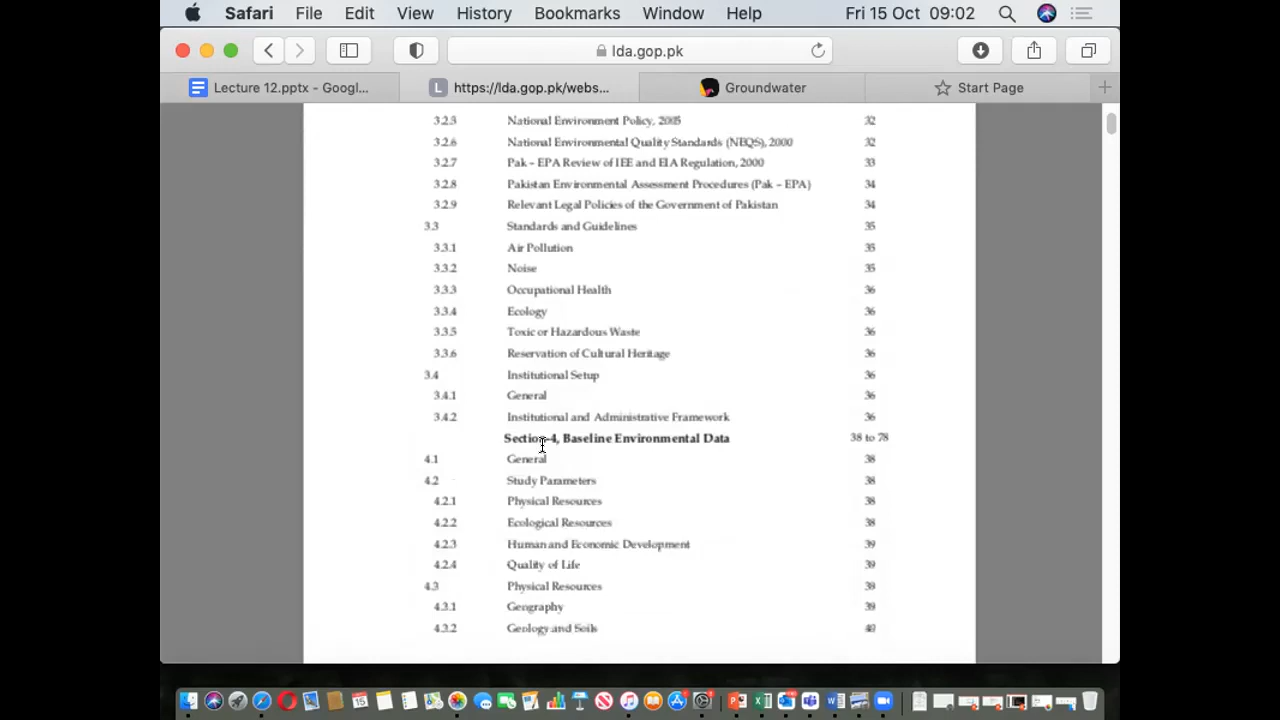 Safari File Edit View History Bookmarks Window Help Fri 15 Oct 09:02
lda.gop.pk
Lecture 12.pptx - Googl... L https://lda.gop.pk/webs... Groundwater Start Page
3.2.5 National Environment Policy, 2005 32
3.2.6 National Environmental Quality Standards (NEQS), 2000 32
3.2.7 Pak – EPA Review of IEE and EIA Regulation, 2000 33
3.2.8 Pakistan Environmental Assessment Procedures (Pak – EPA) 34
3.2.9 Relevant Legal Policies of the Government of Pakistan 34
3.3 Standards and Guidelines 35
3.3.1 Air Pollution 35
3.3.2 Noise 35
3.3.3 Occupational Health 36
3.3.4 Ecology 36
3.3.5 Toxic or Hazardous Waste 36
3.3.6 Reservation of Cultural Heritage 36
3.4 Institutional Setup 36
3.4.1 General 36
3.4.2 Institutional and Administrative Framework 36
Section-4, Baseline Environmental Data 38 to 78
4.1 General 38
4.2 Study Parameters 38
4.2.1 Physical Resources 38
4.2.2 Ecological Resources 38
4.2.3 Human and Economic Development 39
4.2.4 Quality of Life 39
4.3 Physical Resources 39
4.3.1 Geography 39
4.3.2 Geology and Soils 40